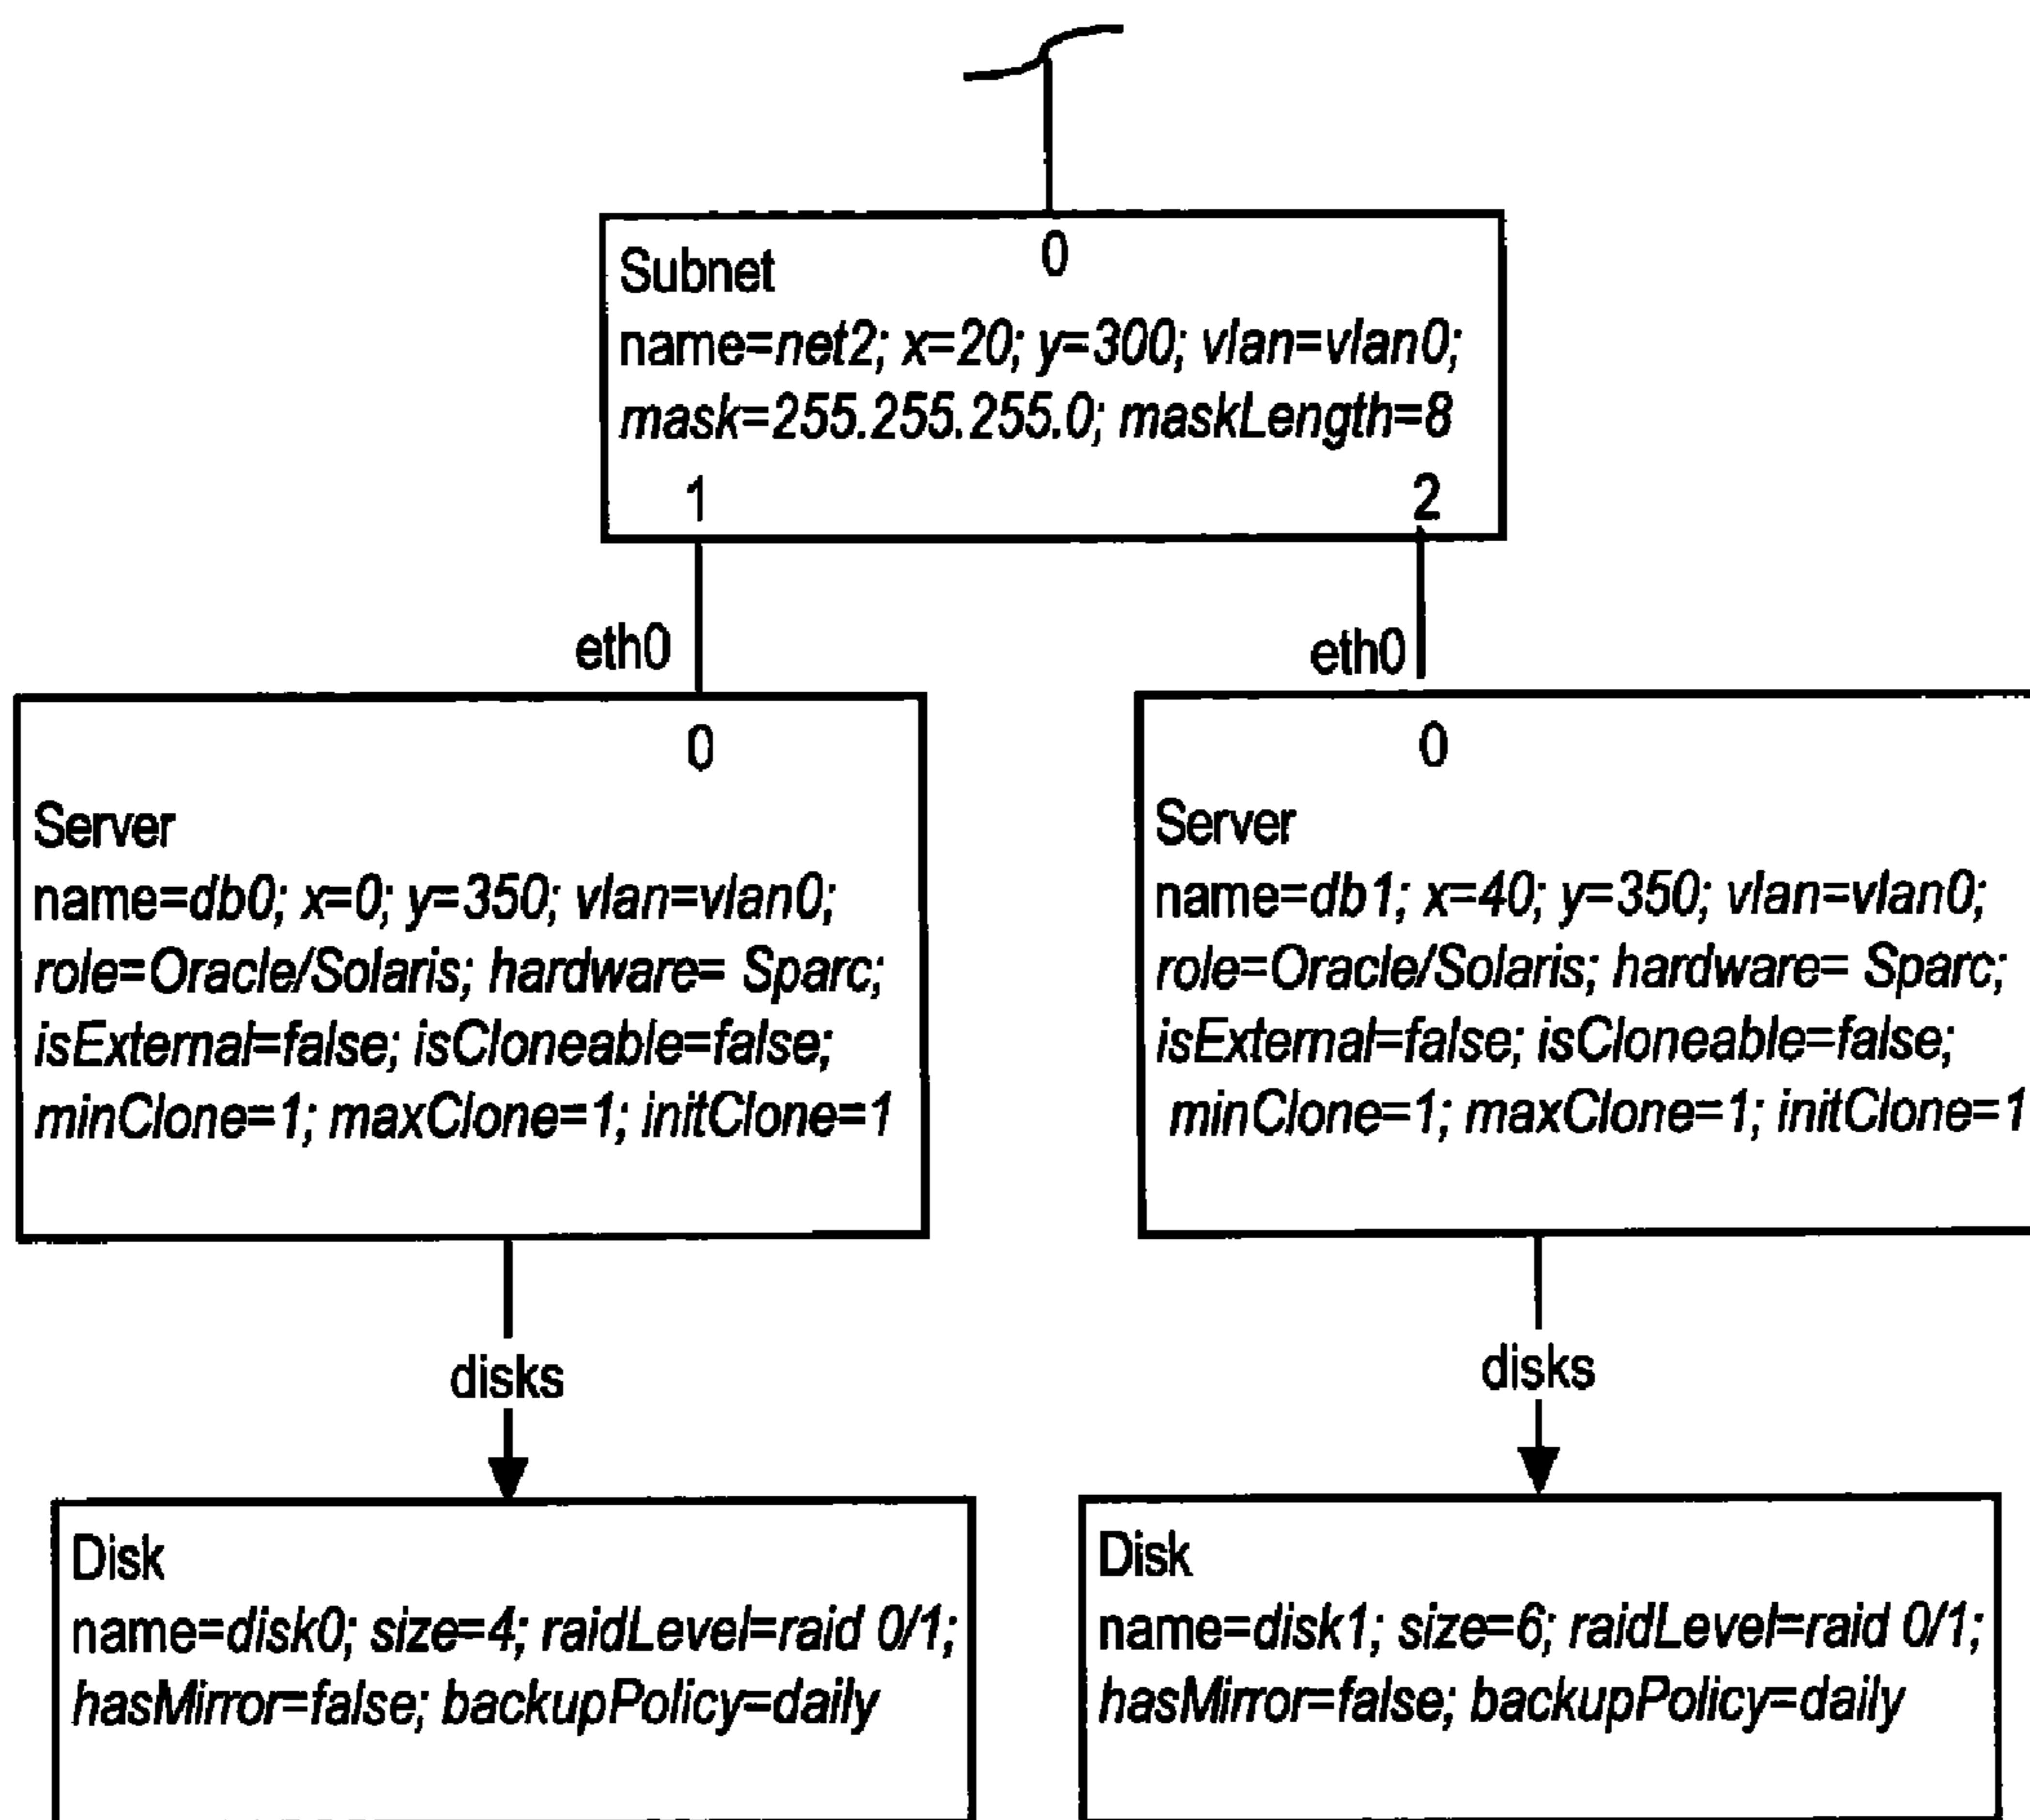 0
Subnet
name=net2; x=20; y=300; vlan=vlan0;
mask=255.255.255.0; maskLength=8
1
2
eth0
eth0
0
Server
name=db0; x=0; y=350; vlan=vlan0;
role=Oracle/Solaris; hardware= Sparc;
isExternal=false; isCloneable=false;
minClone=1; maxClone=1; initClone=1
0
Server
name=db1; x=40; y=350; vlan=vlan0;
role=Oracle/Solaris; hardware= Sparc;
isExternal=false; isCloneable=false;
minClone=1; maxClone=1; initClone=1
disks
disks
Disk
name=disk0; size=4; raidLevel=raid 0/1;
hasMirror=false; backupPolicy=daily
Disk
name=disk1; size=6; raidLevel=raid 0/1;
hasMirror=false; backupPolicy=daily